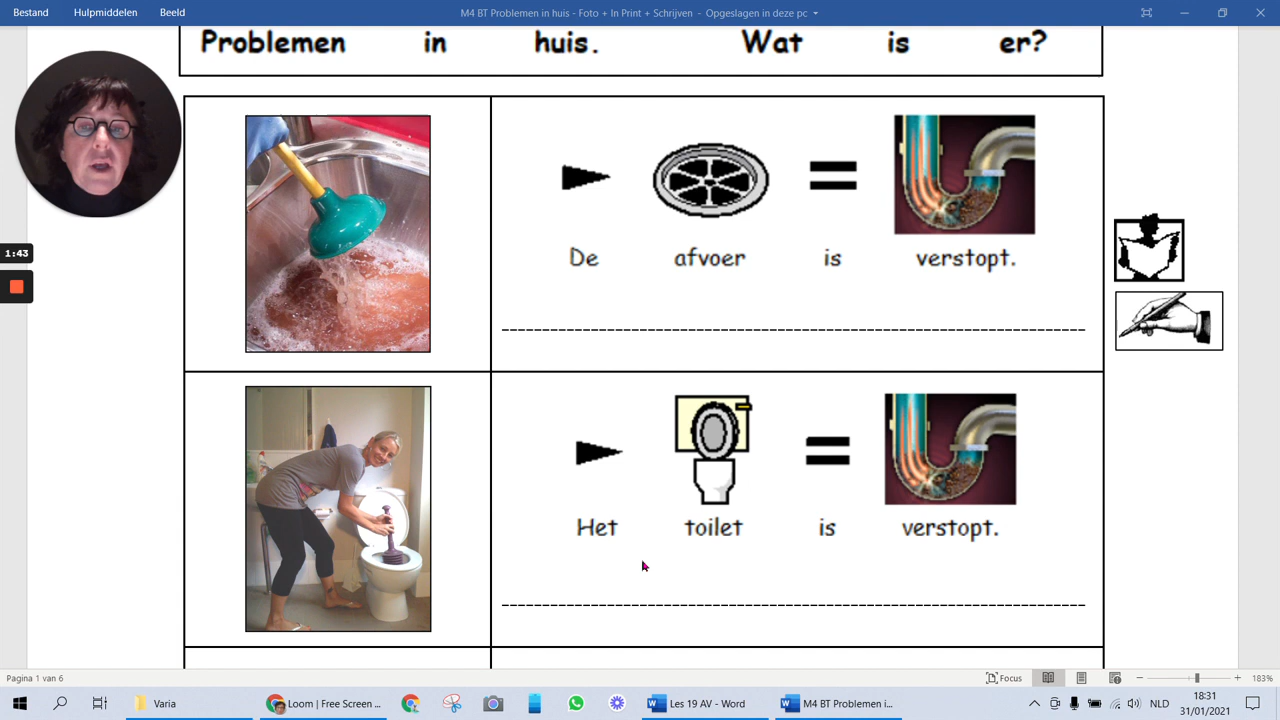 Bestand Hulpmiddelen Beeld M4 BT Problemen in huis - Foto + In Print + Schrijven - Opgeslagen in deze pc
Problemen in huis. Wat is er?
De afvoer is verstopt.
1:43
Het toilet is verstopt.
Pagina 1 van 6 Focus 183%
Varia Loom | Free Screen ... Les 19 AV - Word M4 BT Problemen i... NLD 18:31
31/01/2021